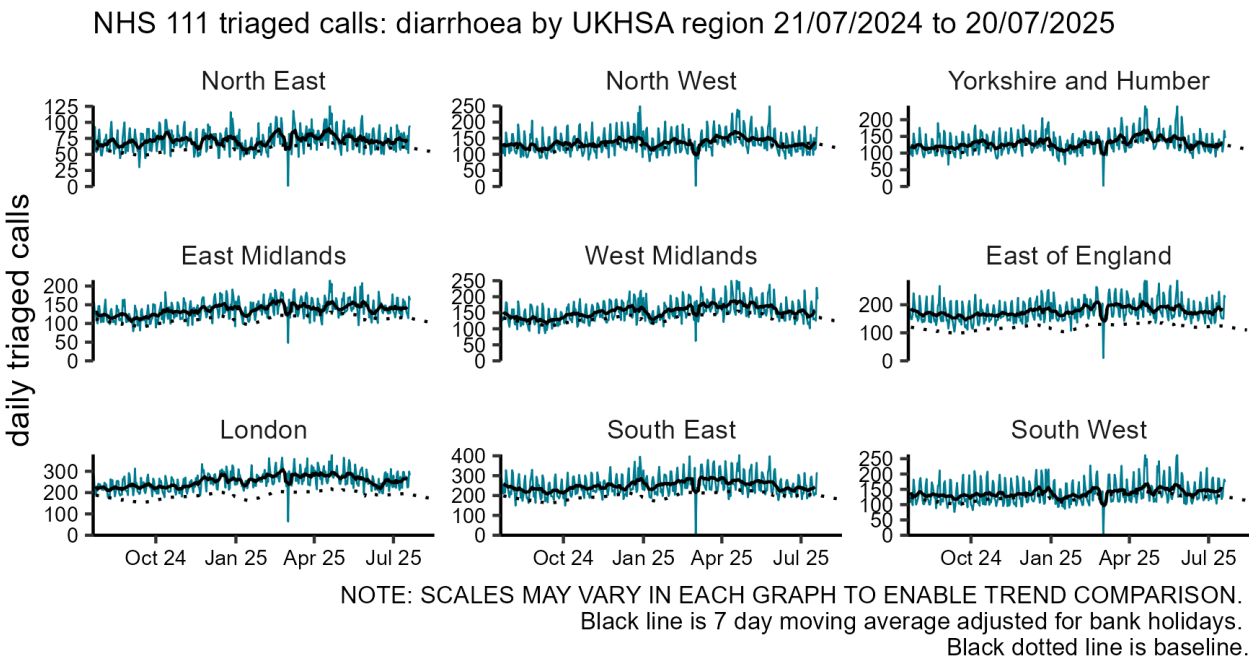 NHS 111 triaged calls: diarrhoea by UKHSA region 21/07/2024 to 20/07/2025
daily triaged calls
North East
125
100
75
50
25
0
North West
250
200
150
100
50
0
Yorkshire and Humber
200
150
100
50
0
East Midlands
200
150
100
50
0
West Midlands
250
200
150
100
50
0
East of England
200
100
0
London
300
200
100
0
Oct 24 Jan 25 Apr 25 Jul 25
South East
400
300
200
100
0
Oct 24 Jan 25 Apr 25 Jul 25
South West
250
200
150
100
50
0
Oct 24 Jan 25 Apr 25 Jul 25
NOTE: SCALES MAY VARY IN EACH GRAPH TO ENABLE TREND COMPARISON.
Black line is 7 day moving average adjusted for bank holidays.
Black dotted line is baseline.